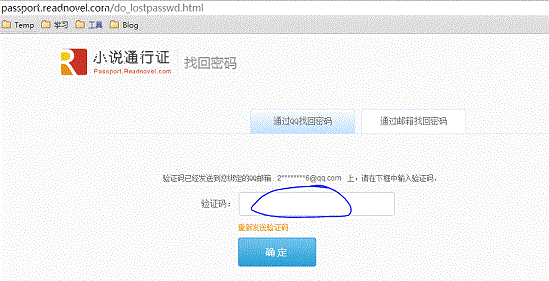 passport.readnovel.com/do_lostpasswd.html
Temp 学习 工具 Blog
小说通行证 找回密码
Passport.Readnovel.com
通过QQ找回密码 通过邮箱找回密码
验证码已经发送到您绑定的QQ邮箱 2********6@qq.com 上，请在下框中输入验证码。
验证码：
重新发送验证码
确定